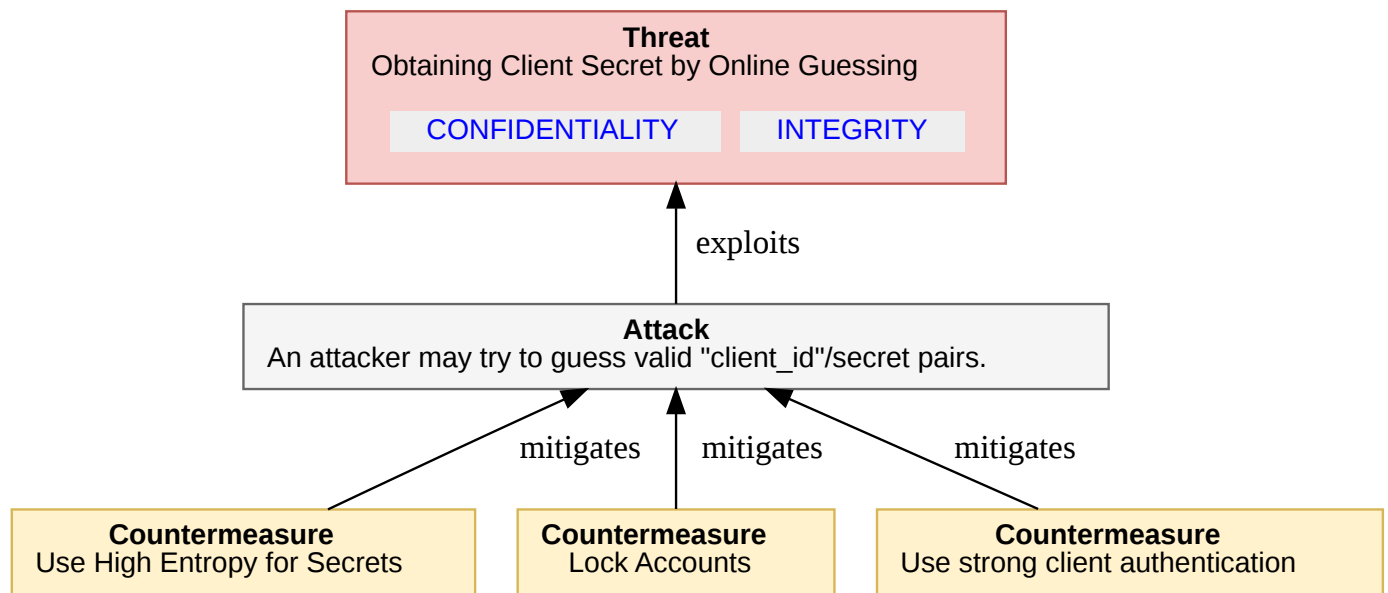 Threat
Obtaining Client Secret by Online Guessing
CONFIDENTIALITY INTEGRITY
exploits
Attack
An attacker may try to guess valid "client_id"/secret pairs.
mitigates mitigates mitigates
Countermeasure Countermeasure Countermeasure
Use High Entropy for Secrets Lock Accounts Use strong client authentication